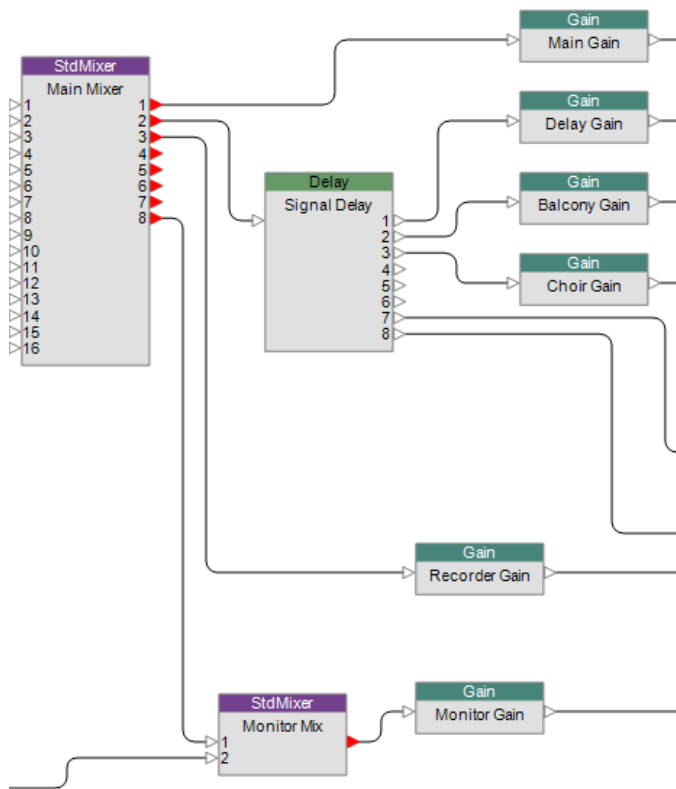 Gain
Main Gain
StdMixer
Main Mixer
1 1
2 2
3 3
4 4
5 5
6 6
7 7
8 8
9
10
11
12
13
14
15
16
Gain
Delay Gain
Delay
Signal Delay
1
2
3
4
5
6
7
8
Gain
Balcony Gain
Gain
Choir Gain
Gain
Recorder Gain
StdMixer
Monitor Mix
1
2
Gain
Monitor Gain